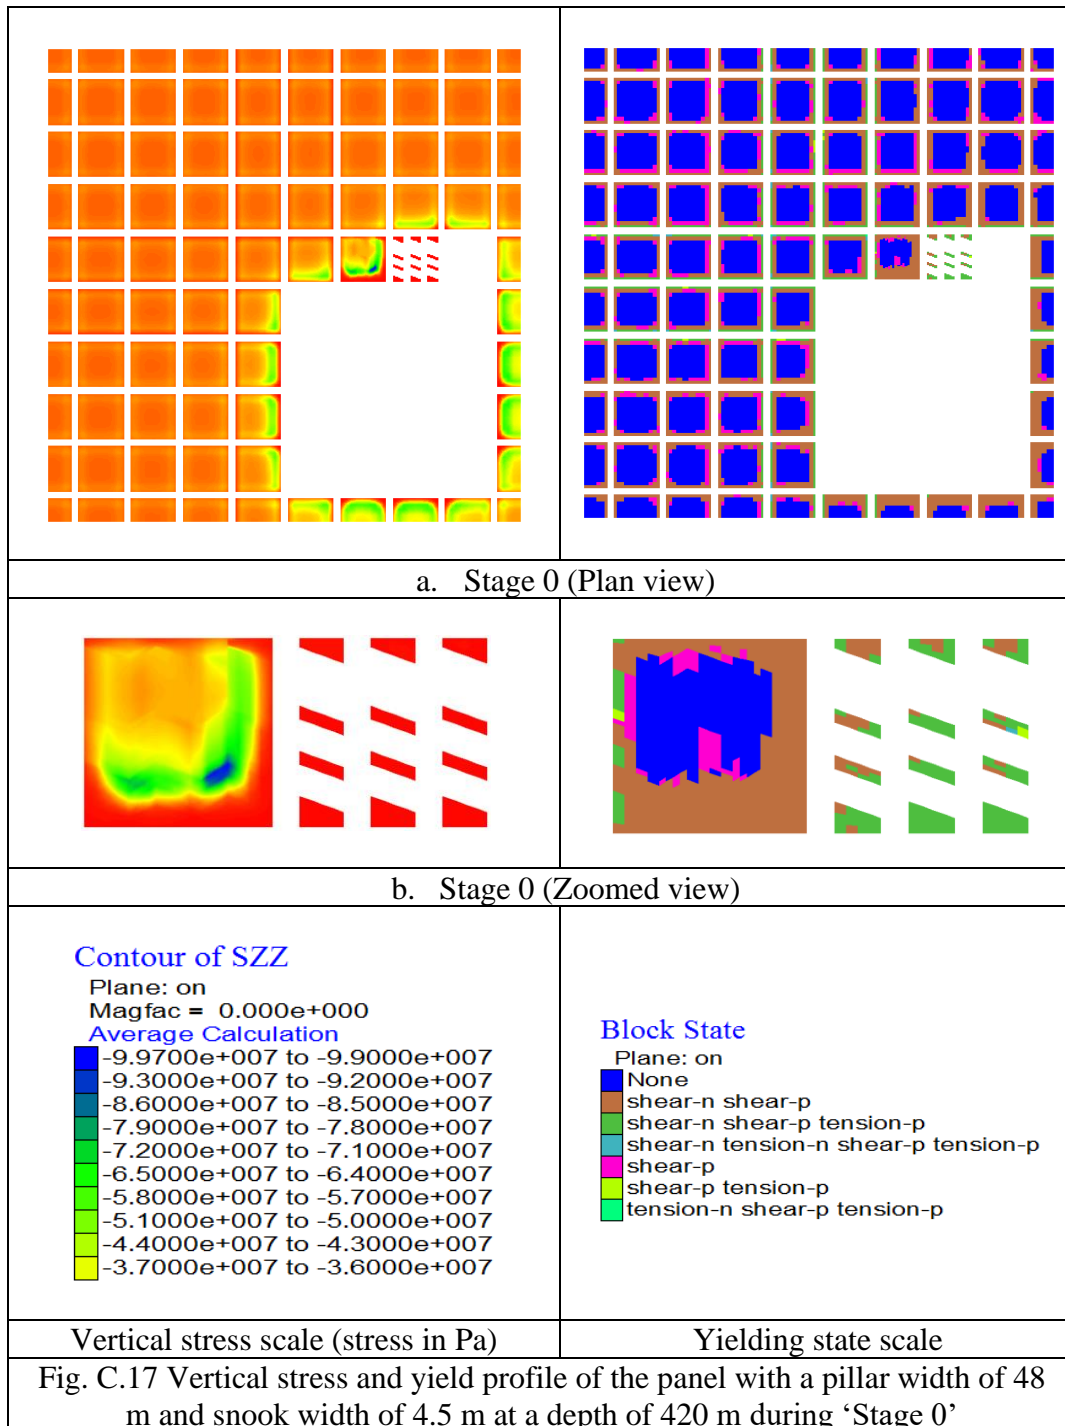 a. Stage 0 (Plan view)
b. Stage 0 (Zoomed view)
Contour of SZZ
Plane: on
Magfac = 0.000e+000
Average Calculation
-9.9700e+007 to -9.9000e+007
-9.3000e+007 to -9.2000e+007
-8.6000e+007 to -8.5000e+007
-7.9000e+007 to -7.8000e+007
-7.2000e+007 to -7.1000e+007
-6.5000e+007 to -6.4000e+007
-5.8000e+007 to -5.7000e+007
-5.1000e+007 to -5.0000e+007
-4.4000e+007 to -4.3000e+007
-3.7000e+007 to -3.6000e+007
Block State
Plane: on
None
shear-n shear-p
shear-n shear-p tension-p
shear-n tension-n shear-p tension-p
shear-p
shear-p tension-p
tension-n shear-p tension-p
Vertical stress scale (stress in Pa)
Yielding state scale
Fig. C.17 Vertical stress and yield profile of the panel with a pillar width of 48
m and snook width of 4.5 m at a depth of 420 m during ‘Stage 0’